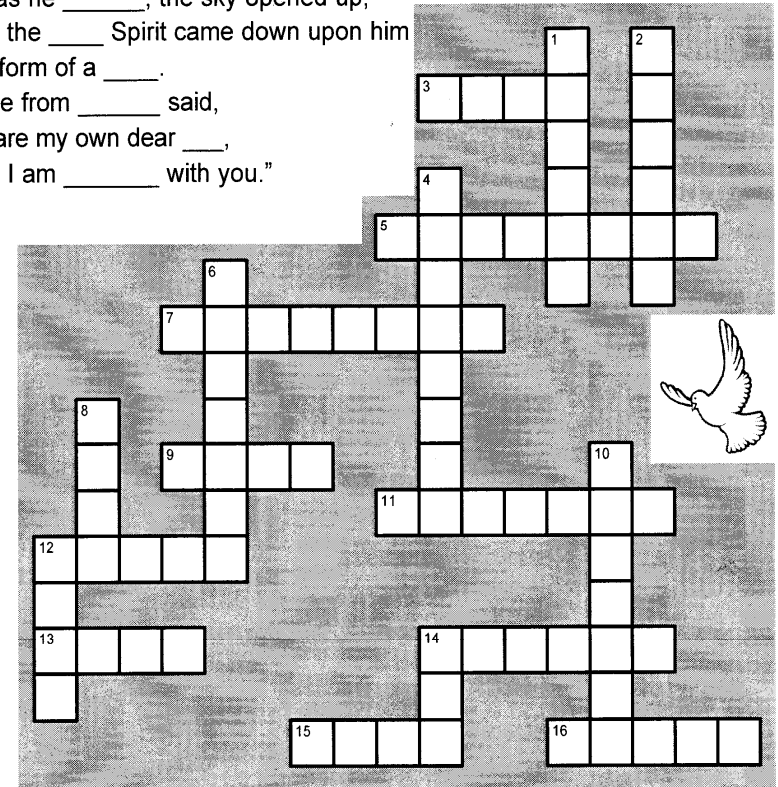 as he ______, the sky opened up,
the ____ Spirit came down upon him
form of a ____.
e from ______ said,
are my own dear ___,
I am _______ with you.”
1 2
3
4
5
6
7
8
9 10
11
12
13 14
15 16